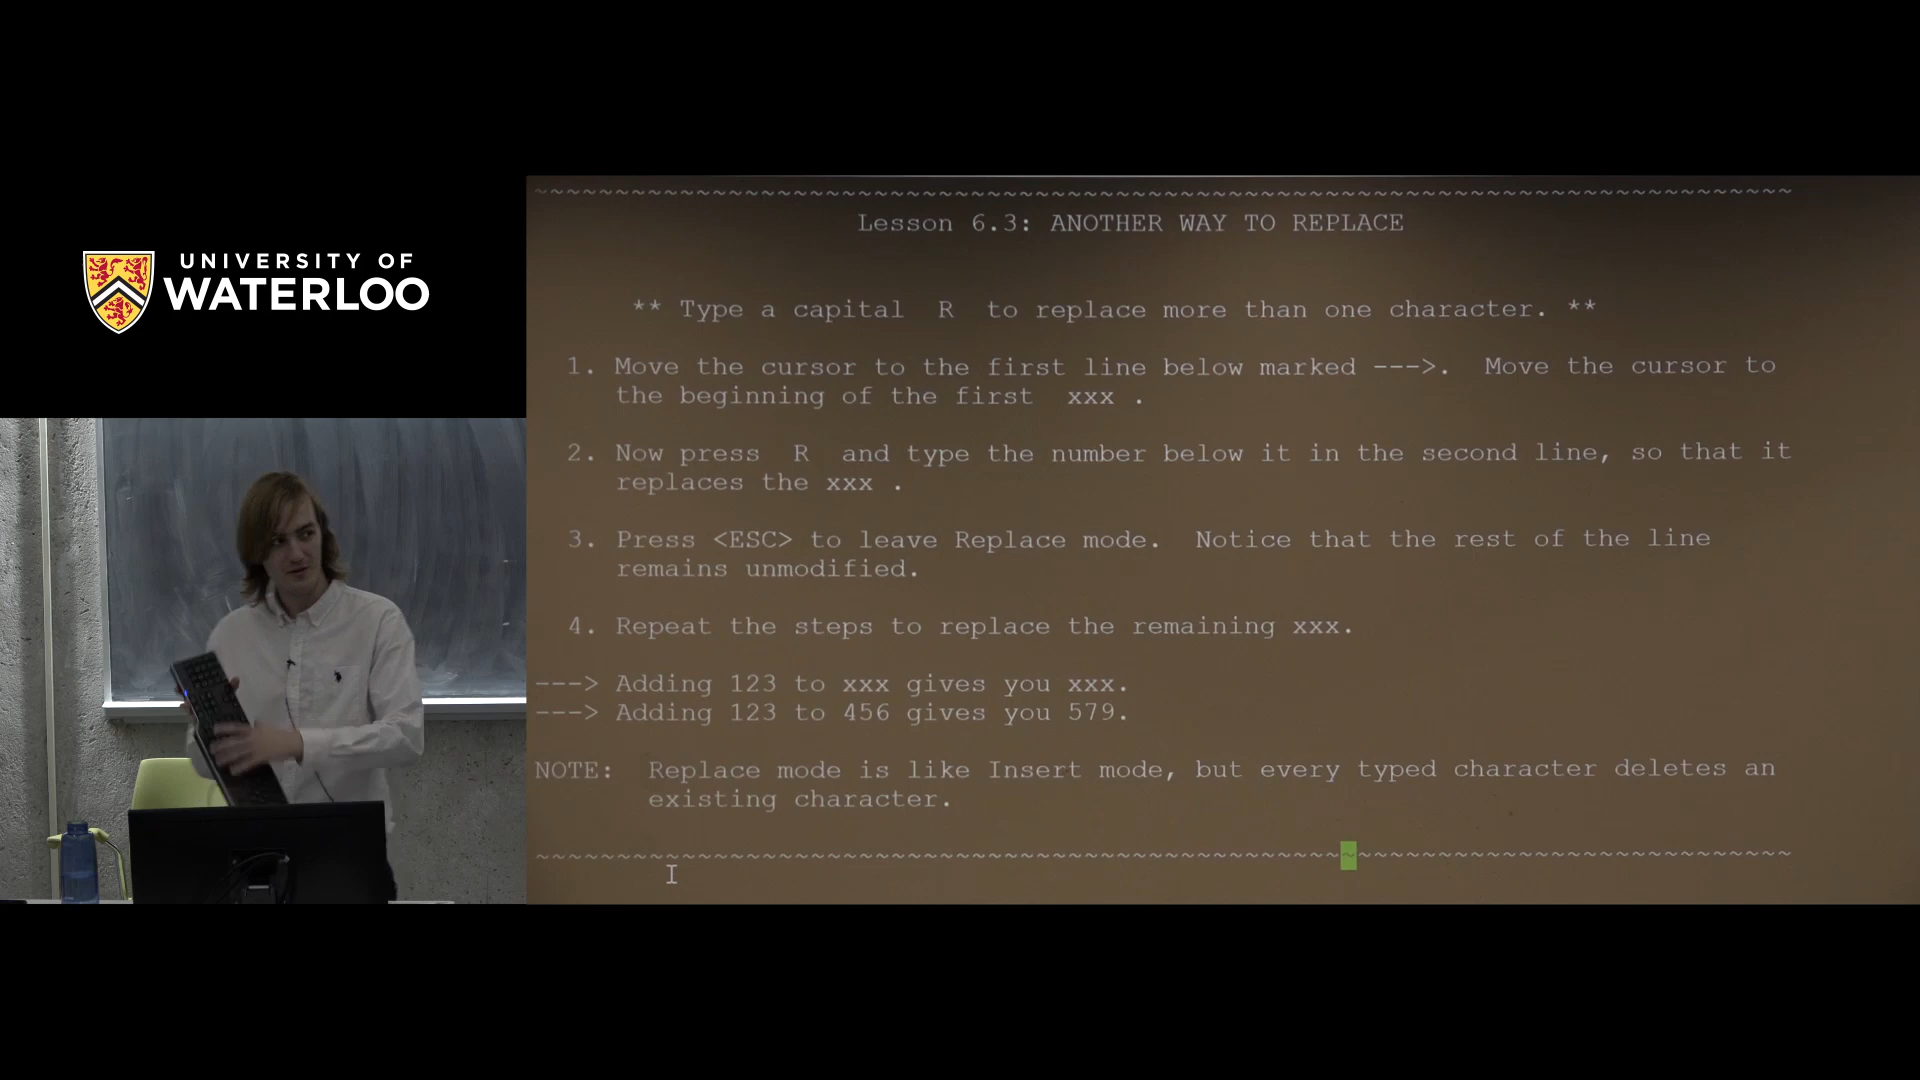 UNIVERSITY OF
WATERLOO
~~~~~~~~~~~~~~~~~~~~~~~~~~~~~~~~~~~~~~~~~~~~~~~~~~~~~~~~~~~~~~~~~~~~~~~~~~~~~~
Lesson 6.3: ANOTHER WAY TO REPLACE
** Type a capital  R  to replace more than one character. **
1. Move the cursor to the first line below marked --->.  Move the cursor to
the beginning of the first  xxx .
2. Now press  R  and type the number below it in the second line, so that it
replaces the xxx .
3. Press <ESC> to leave Replace mode.  Notice that the rest of the line
remains unmodified.
4. Repeat the steps to replace the remaining xxx.
---> Adding 123 to xxx gives you xxx.
---> Adding 123 to 456 gives you 579.
NOTE:  Replace mode is like Insert mode, but every typed character deletes an
existing character.
~~~~~~~~~~~~~~~~~~~~~~~~~~~~~~~~~~~~~~~~~~~~~~~~~~~~~~~~~~~~~~~~~~~~~~~~~~~~~~